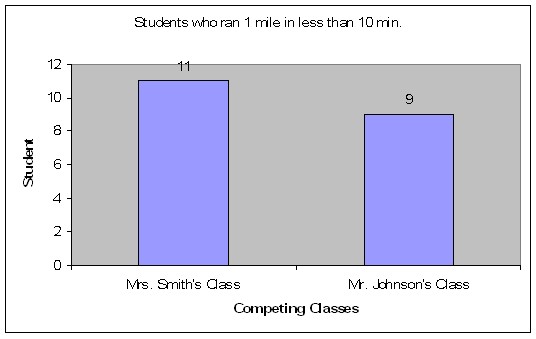 Students who ran 1 mile in less than 10 min.
12
10
8
6
4
2
0
11
9
Student
Mrs. Smith's Class
Mr. Johnson's Class
Competing Classes